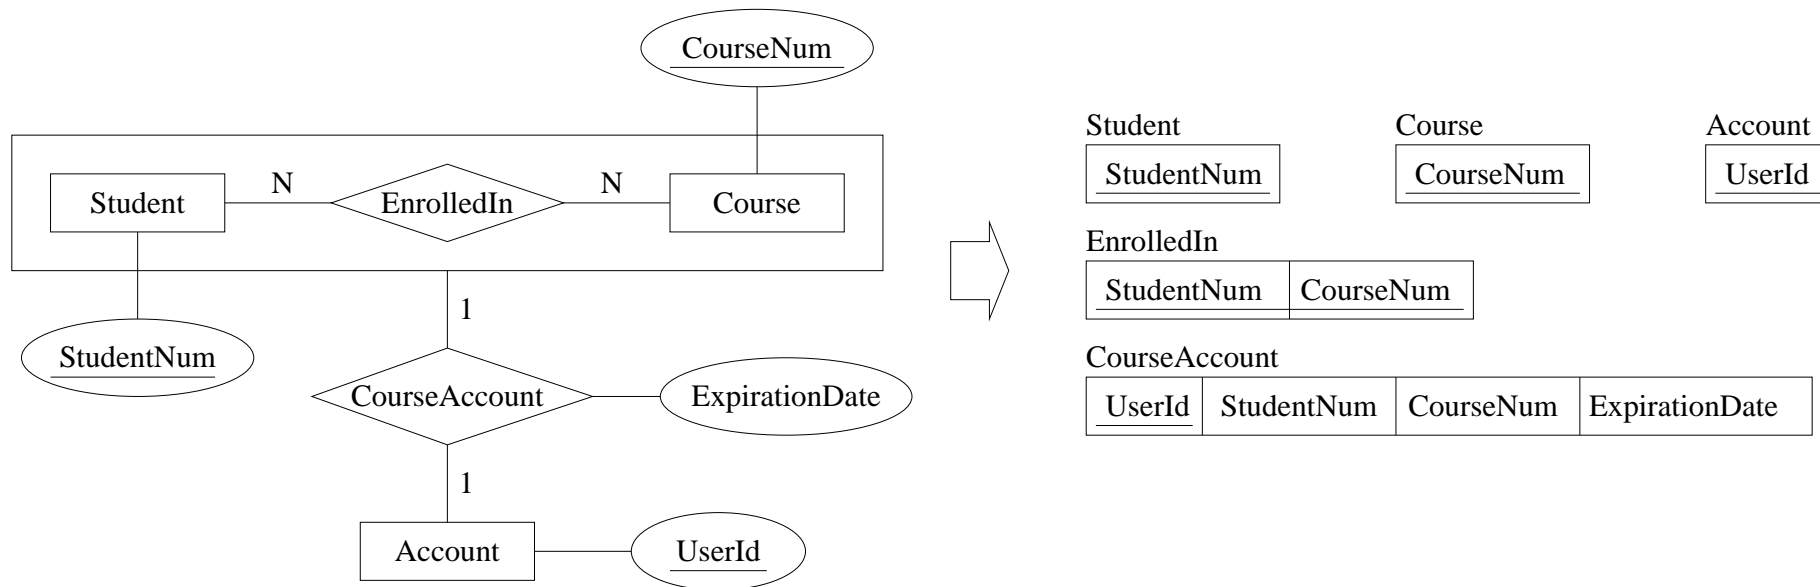 CourseNum
Student
N
EnrolledIn
N
Course
1
StudentNum
CourseAccount
ExpirationDate
1
Account
UserId
Student
Course
Account
StudentNum
CourseNum
UserId
EnrolledIn
StudentNum
CourseNum
CourseAccount
UserId
StudentNum
CourseNum
ExpirationDate